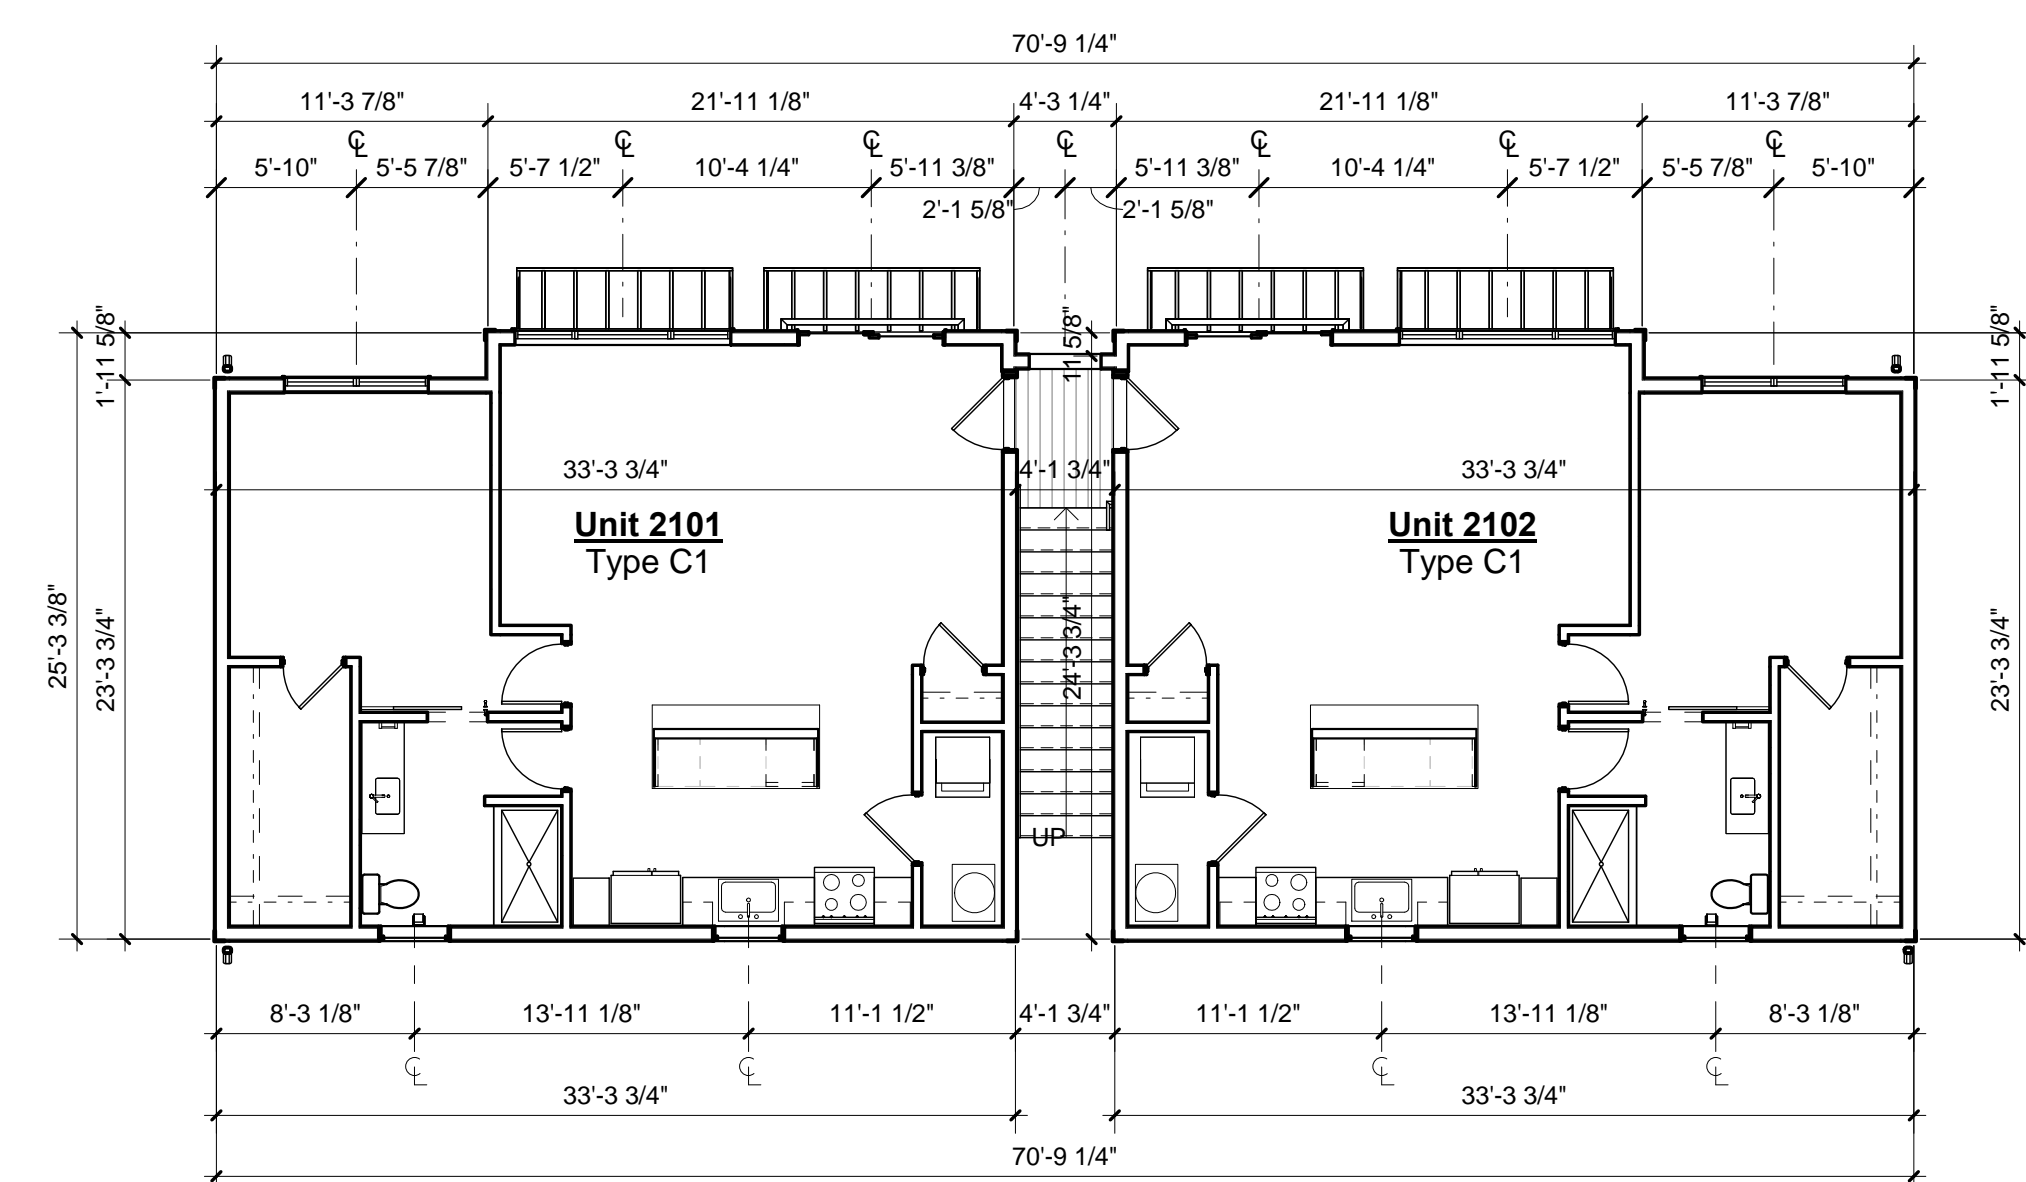 70'-9 1/4"
11'-3 7/8" 21'-11 1/8" 4'-3 1/4" 21'-11 1/8" 11'-3 7/8"
℄ ℄ ℄ ℄ ℄ ℄ ℄
5'-10" 5'-5 7/8" 5'-7 1/2" 10'-4 1/4" 5'-11 3/8" 5'-11 3/8" 10'-4 1/4" 5'-7 1/2" 5'-5 7/8" 5'-10"
2'-1 5/8" 2'-1 5/8"
1'-11 5/8" 11 5/8" 1'-11 5/8"
33'-3 3/4" 4'-1 3/4" 33'-3 3/4"
Unit 2101 Unit 2102
Type C1 Type C1
25'-3 3/8" 23'-3 3/4" 24'-3 3/4" 23'-3 3/4"
UP
8'-3 1/8" 13'-11 1/8" 11'-1 1/2" 4'-1 3/4" 11'-1 1/2" 13'-11 1/8" 8'-3 1/8"
℄ ℄ ℄ ℄
33'-3 3/4" 33'-3 3/4"
70'-9 1/4"